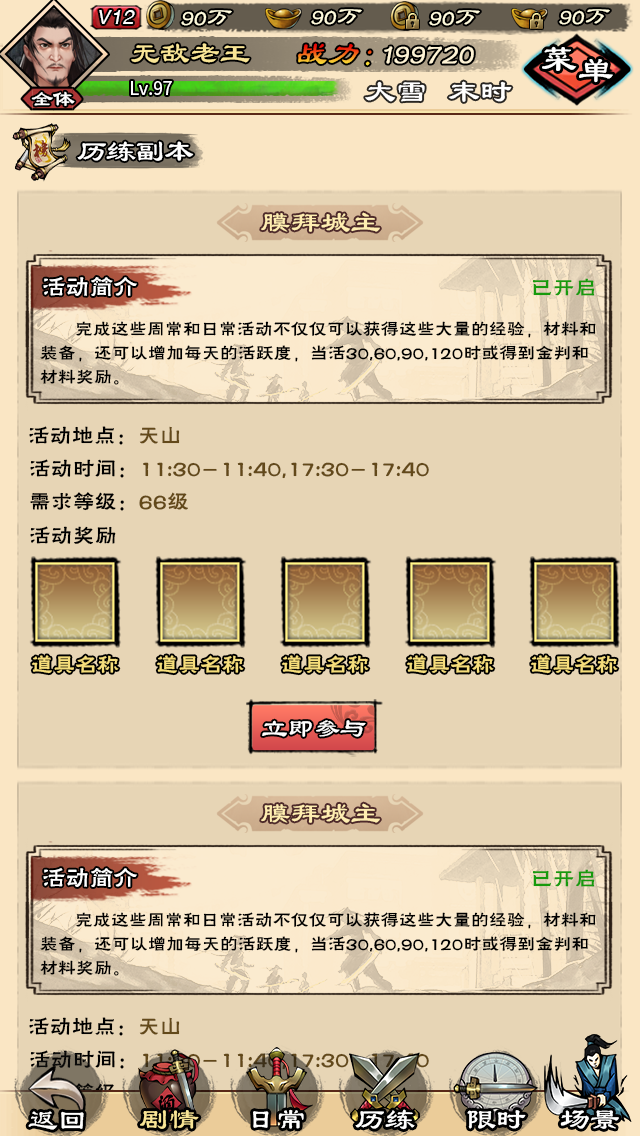 V12 90万 90万 90万 90万
无敌老王 战力：199720
菜单
Lv.97
全体 大雪 末时
历练副本
膜拜城主
活动简介 已开启
完成这些周常和日常活动不仅仅可以获得这些大量的经验，材料和
装备，还可以增加每天的活跃度，当活30,60,90,120时或得到金判和
材料奖励。
活动地点：天山
活动时间：11:30－11:40,17:30－17:40
需求等级：66级
活动奖励
道具名称 道具名称 道具名称 道具名称 道具名称
立即参与
膜拜城主
活动简介 已开启
完成这些周常和日常活动不仅仅可以获得这些大量的经验，材料和
装备，还可以增加每天的活跃度，当活30,60,90,120时或得到金判和
材料奖励。
活动地点：天山
活动时间：11:30－11:40,17:30－17:40
返回 剧情 日常 历练 限时 场景